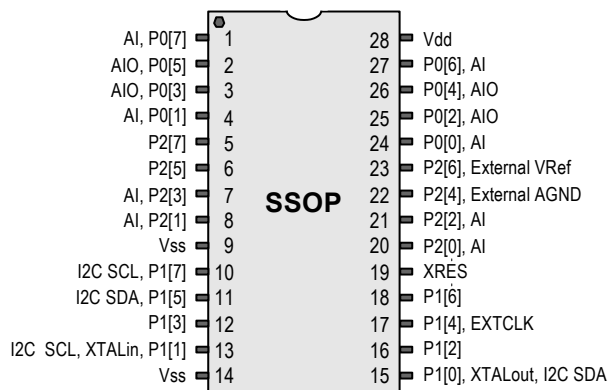 AI, P0[7] 1 28 Vdd
AIO, P0[5] 2 27 P0[6], AI
AIO, P0[3] 3 26 P0[4], AIO
AI, P0[1] 4 25 P0[2], AIO
P2[7] 5 24 P0[0], AI
P2[5] 6 23 P2[6], External VRef
AI, P2[3] 7 SSOP 22 P2[4], External AGND
AI, P2[1] 8 21 P2[2], AI
Vss 9 20 P2[0], AI
I2C SCL, P1[7] 10 19 XRES
I2C SDA, P1[5] 11 18 P1[6]
P1[3] 12 17 P1[4], EXTCLK
I2C SCL, XTALin, P1[1] 13 16 P1[2]
Vss 14 15 P1[0], XTALout, I2C SDA